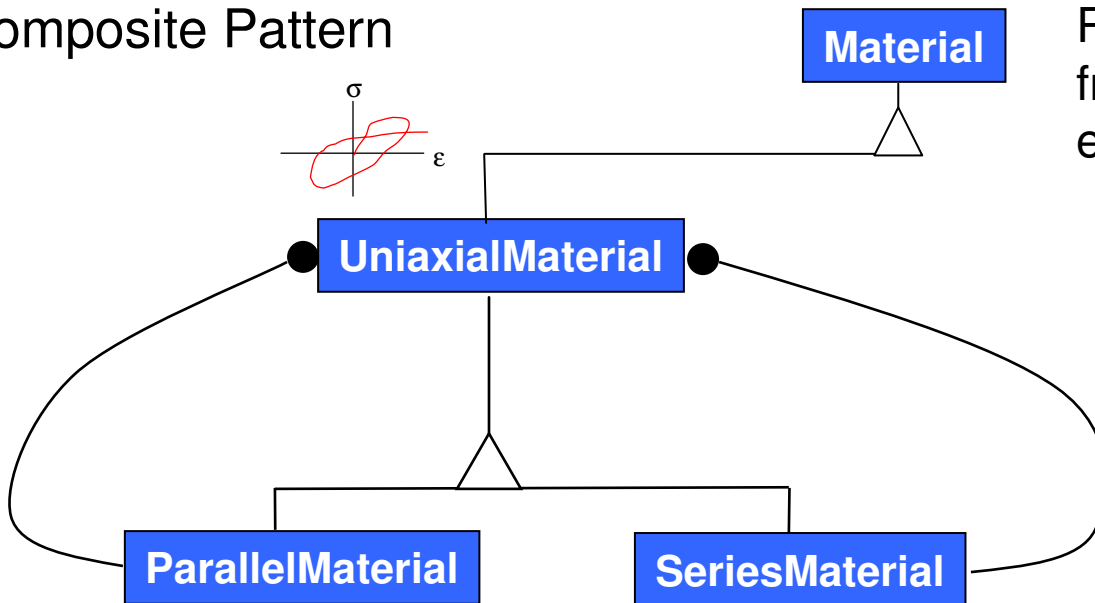 omposite Pattern
Material
σ
ε
UniaxialMaterial
ParallelMaterial
SeriesMaterial